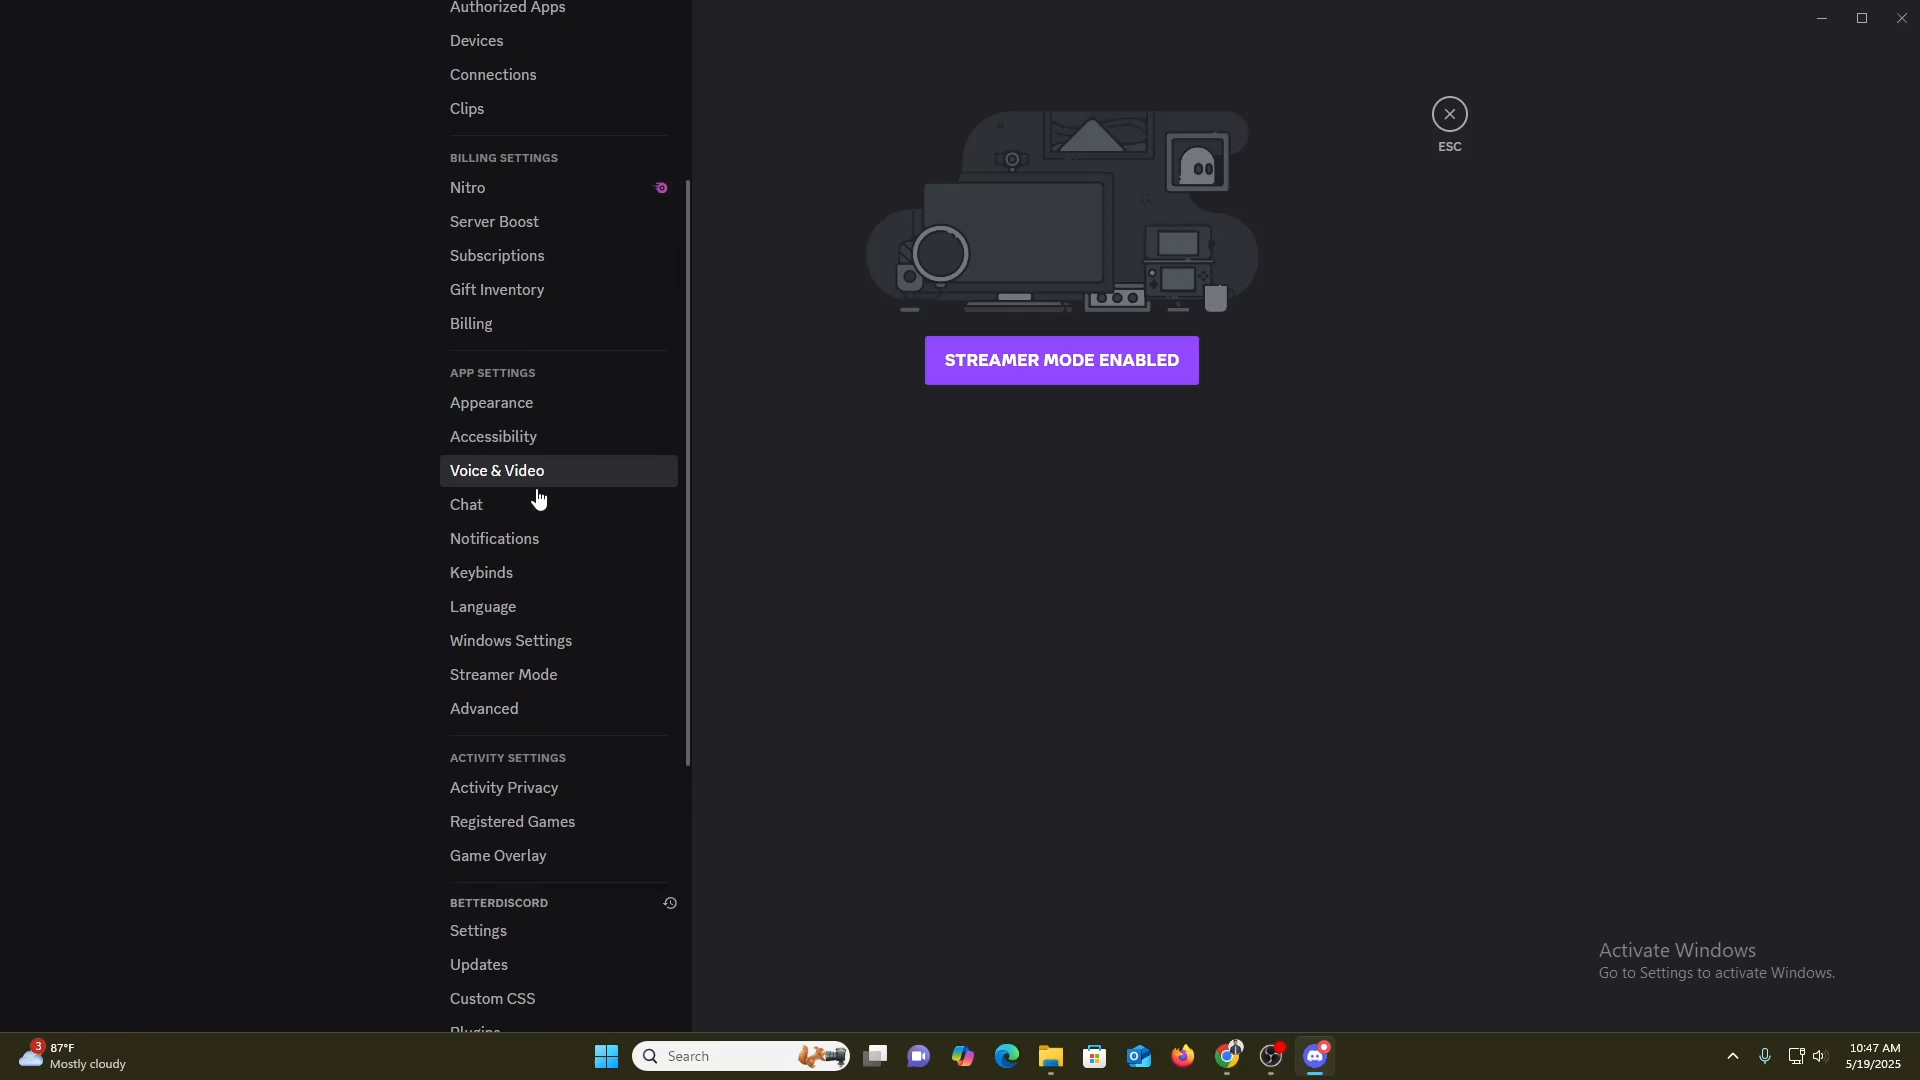 Authorized Apps
Devices
Connections
Clips
BILLING SETTINGS
Nitro
Server Boost
Subscriptions
Gift Inventory
Billing
APP SETTINGS
Appearance
Accessibility
Voice & Video
Chat
Notifications
Keybinds
Language
Windows Settings
Streamer Mode
Advanced
ACTIVITY SETTINGS
Activity Privacy
Registered Games
Game Overlay
BETTERDISCORD
Settings
Updates
Custom CSS
Plugins
ESC
STREAMER MODE ENABLED
Activate Windows
Go to Settings to activate Windows.
3
87°F
Mostly cloudy
Search
10:47 AM
5/19/2025